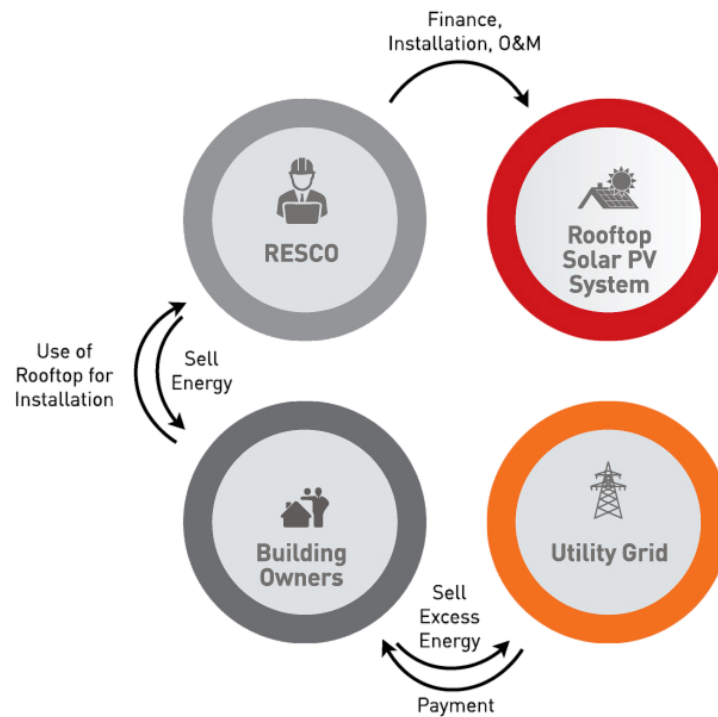 Finance,
Installation, O&M
RESCO
Rooftop
Solar PV
System
Use of
Rooftop for
Installation
Sell
Energy
Building
Owners
Utility Grid
Sell
Excess
Energy
Payment